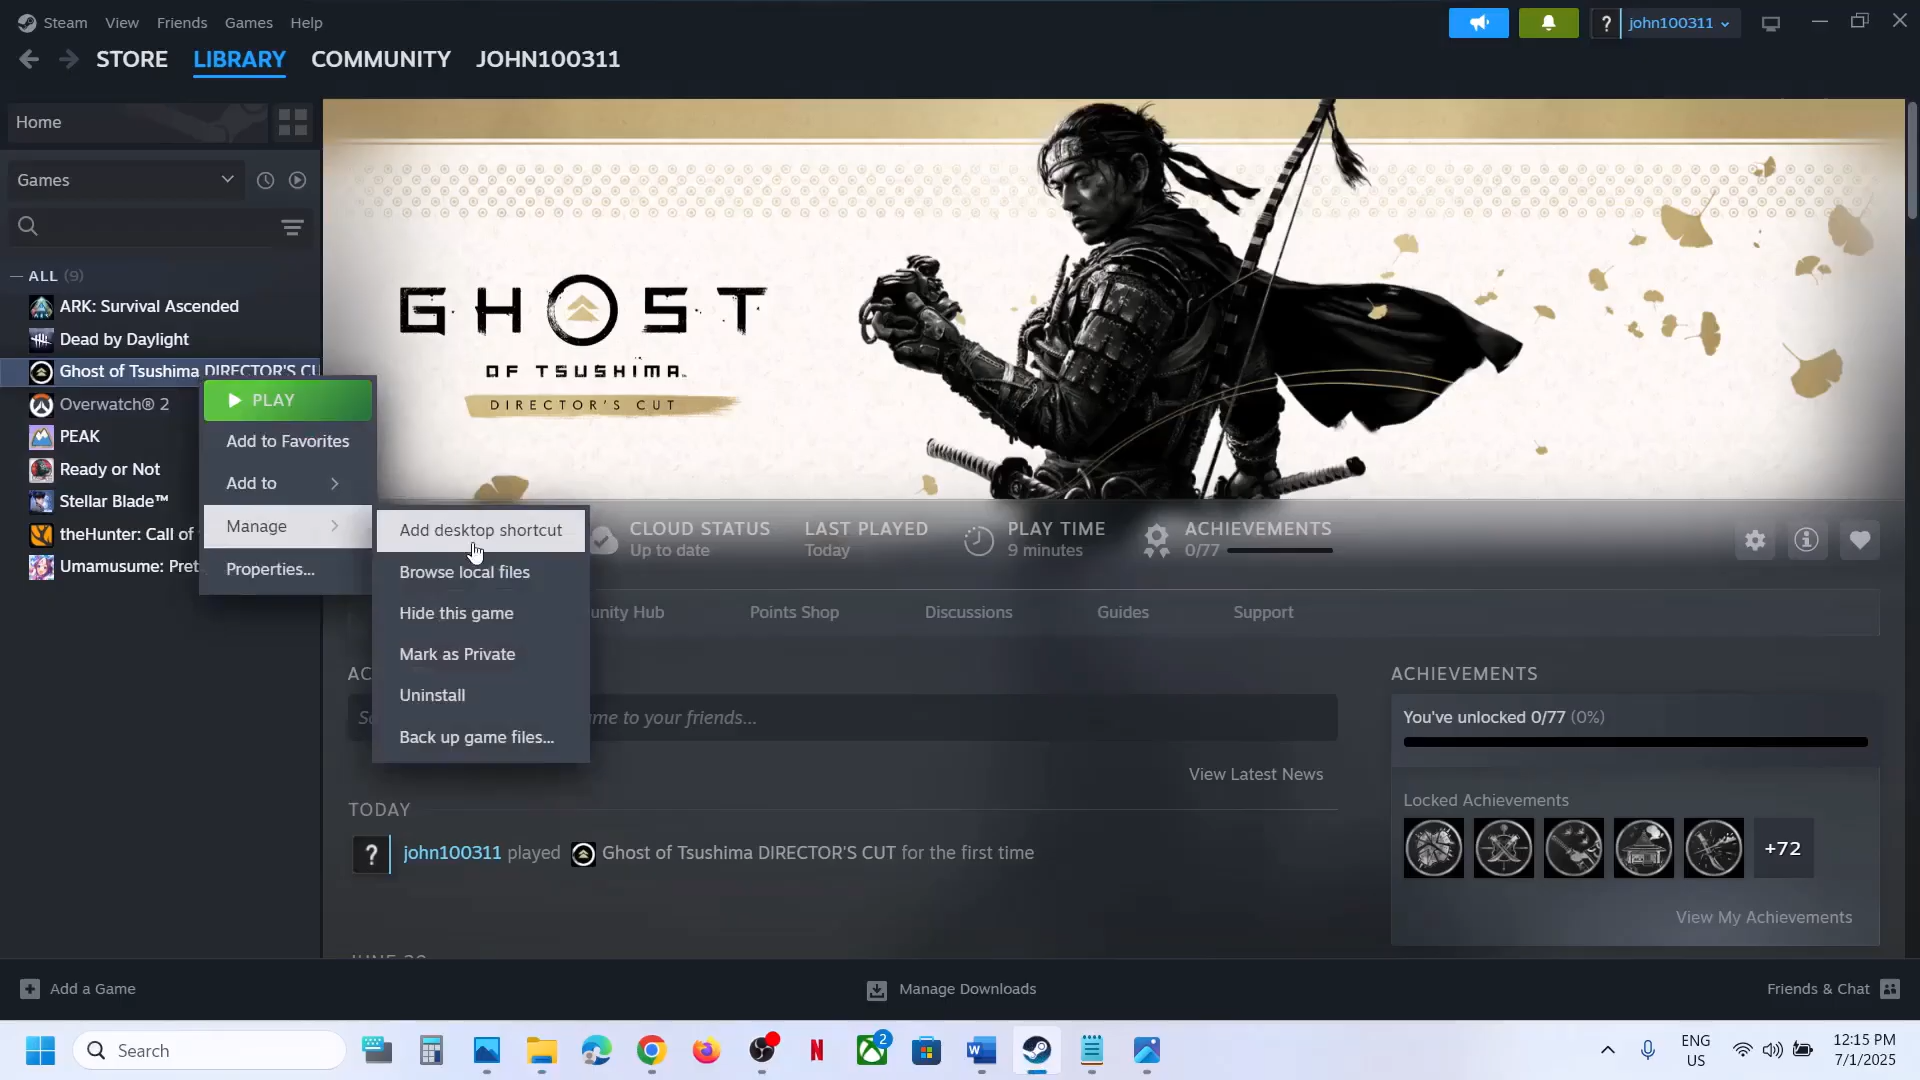 Steam View Friends Games Help
? john100311
STORE LIBRARY COMMUNITY JOHN100311
Home
Games
ALL (9)
ARK: Survival Ascended
Dead by Daylight
Ghost of Tsushima DIRECTOR'S CU
Overwatch® 2
PEAK
Ready or Not
Stellar Blade™
theHunter: Call of
Umamusume: Pret
PLAY
Add to Favorites
Add to
Manage
Properties...
Add desktop shortcut
Browse local files
Hide this game
Mark as Private
Uninstall
Back up game files...
GHOST
OF TSUSHIMA™
DIRECTOR'S CUT
CLOUD STATUS
Up to date
LAST PLAYED
Today
PLAY TIME
9 minutes
ACHIEVEMENTS
0/77
unity Hub Points Shop Discussions Guides Support
AC
me to your friends...
View Latest News
TODAY
? john100311 played Ghost of Tsushima DIRECTOR'S CUT for the first time
ACHIEVEMENTS
You've unlocked 0/77 (0%)
Locked Achievements
+72
View My Achievements
Add a Game
Manage Downloads
Friends & Chat
Search
N
2
W
ENG
US
12:15 PM
7/1/2025